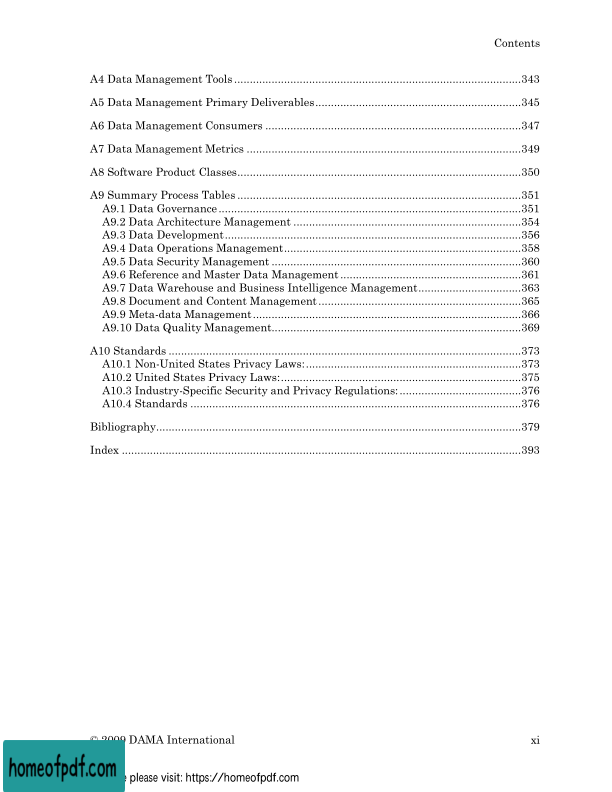 Contents
A4 Data Management Tools...........................................................................................343
A5 Data Management Primary Deliverables.................................................................345
A6 Data Management Consumers .................................................................................347
A7 Data Management Metrics .......................................................................................349
A8 Software Product Classes..........................................................................................350
A9 Summary Process Tables ..........................................................................................351
A9.1 Data Governance ................................................................................................351
A9.2 Data Architecture Management ........................................................................354
A9.3 Data Development..............................................................................................356
A9.4 Data Operations Management...........................................................................358
A9.5 Data Security Management ...............................................................................360
A9.6 Reference and Master Data Management .........................................................361
A9.7 Data Warehouse and Business Intelligence Management................................363
A9.8 Document and Content Management................................................................365
A9.9 Meta-data Management .....................................................................................366
A9.10 Data Quality Management...............................................................................369
A10 Standards ................................................................................................................373
A10.1 Non-United States Privacy Laws:....................................................................373
A10.2 United States Privacy Laws:............................................................................375
A10.3 Industry-Specific Security and Privacy Regulations: ......................................376
A10.4 Standards .........................................................................................................376
Bibliography....................................................................................................................379
Index ...............................................................................................................................393
© 2009 DAMA International xi
homeofpdf.com
please visit: https://homeofpdf.com